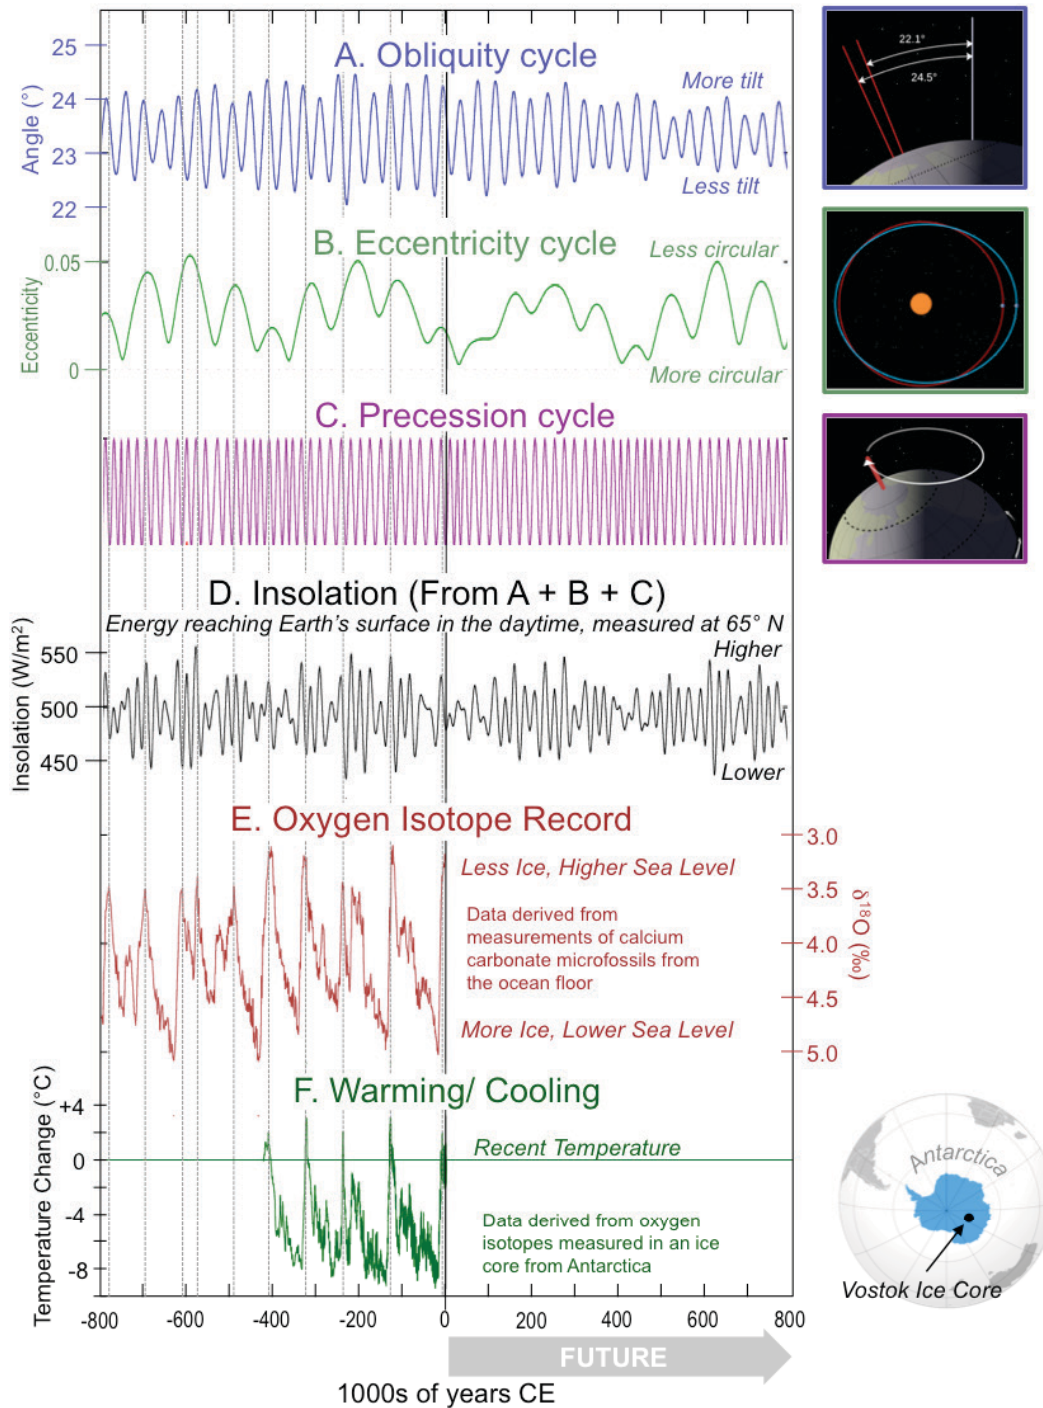 A. Obliquity cycle
25
24
23
22
Angle (°)
More tilt
Less tilt
22.1°
24.5°
B. Eccentricity cycle
0.05
0
Eccentricity
Less circular
More circular
C. Precession cycle
D. Insolation (From A + B + C)
Energy reaching Earth's surface in the daytime, measured at 65° N
Insolation (W/m²)
550
500
450
Higher
Lower
E. Oxygen Isotope Record
Less Ice, Higher Sea Level
Data derived from
measurements of calcium
carbonate microfossils from
the ocean floor
More Ice, Lower Sea Level
3.0
3.5
4.0
4.5
5.0
δ¹⁸O (‰)
F. Warming/ Cooling
Temperature Change (°C)
+4
0
-4
-8
Recent Temperature
Data derived from oxygen
isotopes measured in an ice
core from Antarctica
Antarctica
Vostok Ice Core
-800 -600 -400 -200 0 200 400 600 800
FUTURE
1000s of years CE